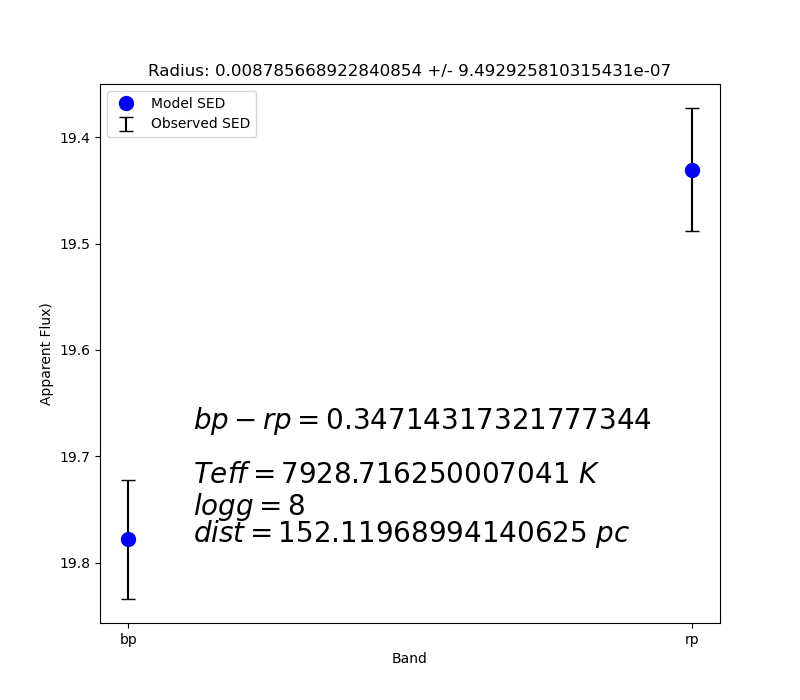 Radius: 0.008785668922840854 +/- 9.492925810315431e-07
Model SED
Observed SED
19.4
19.5
19.6
19.7
19.8
Apparent Flux)
bp − rp = 0.34714317321777344
Teff = 7928.716250007041 K
logg = 8
dist = 152.11968994140625 pc
bp
rp
Band